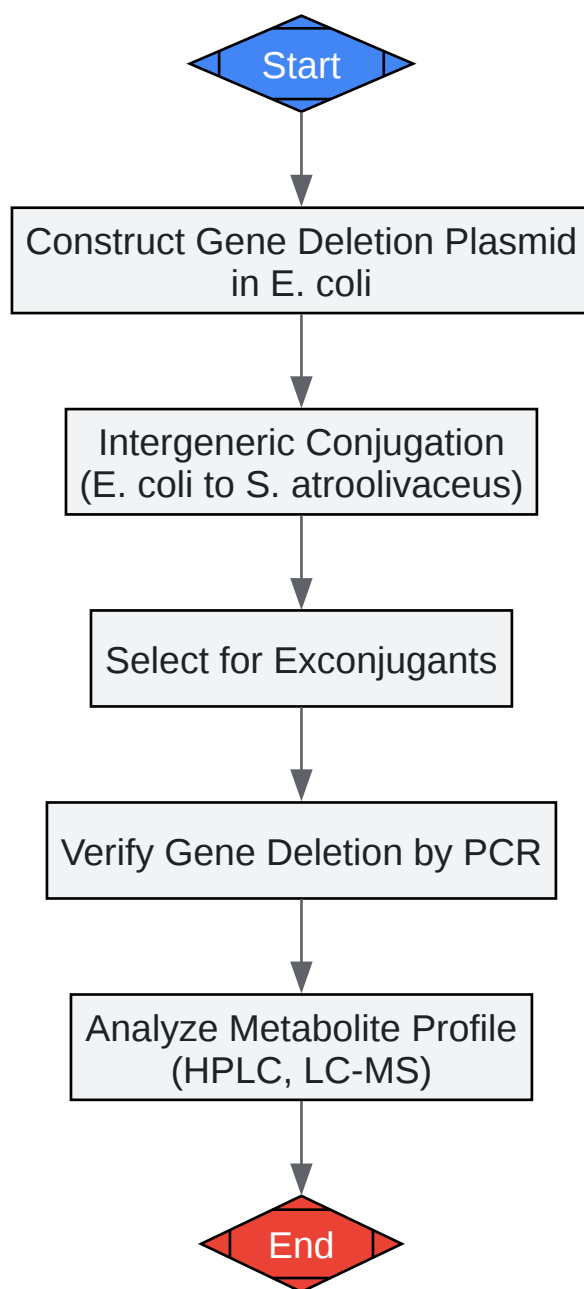 Start
Construct Gene Deletion Plasmid
in E. coli
Intergeneric Conjugation
(E. coli to S. atroolivaceus)
Select for Exconjugants
Verify Gene Deletion by PCR
Analyze Metabolite Profile
(HPLC, LC-MS)
End